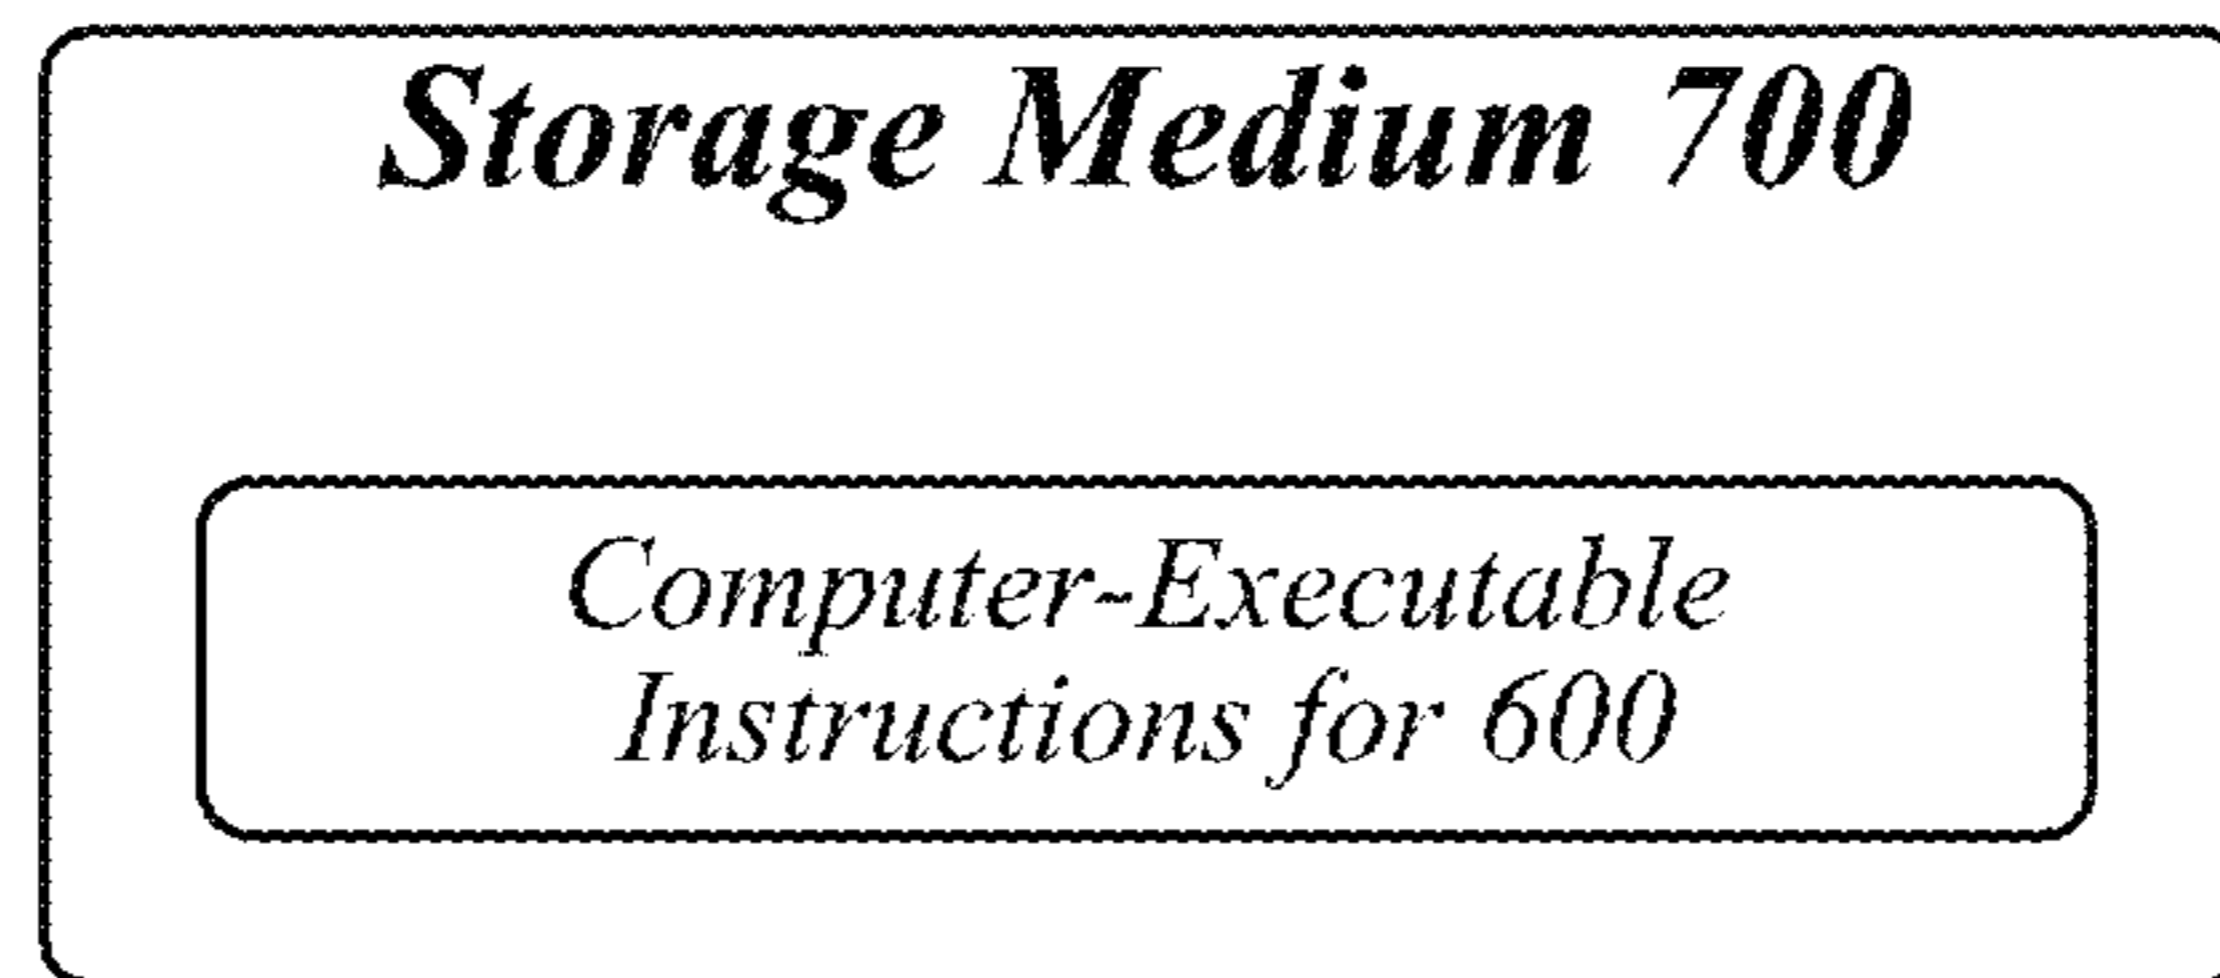 Storage Medium 700
Computer-Executable
Instructions for 600